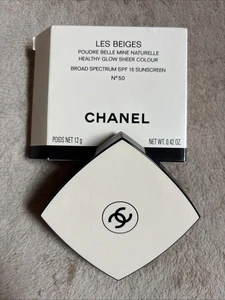 LES BEIGES
POUDRE BELLE MINE NATURELLE
HEALTHY GLOW SHEER COLOUR
BROAD SPECTRUM SPF 15 SUNSCREEN
N°50
CHANEL
POIDS NET 12 g NET WT. 0.42 OZ.